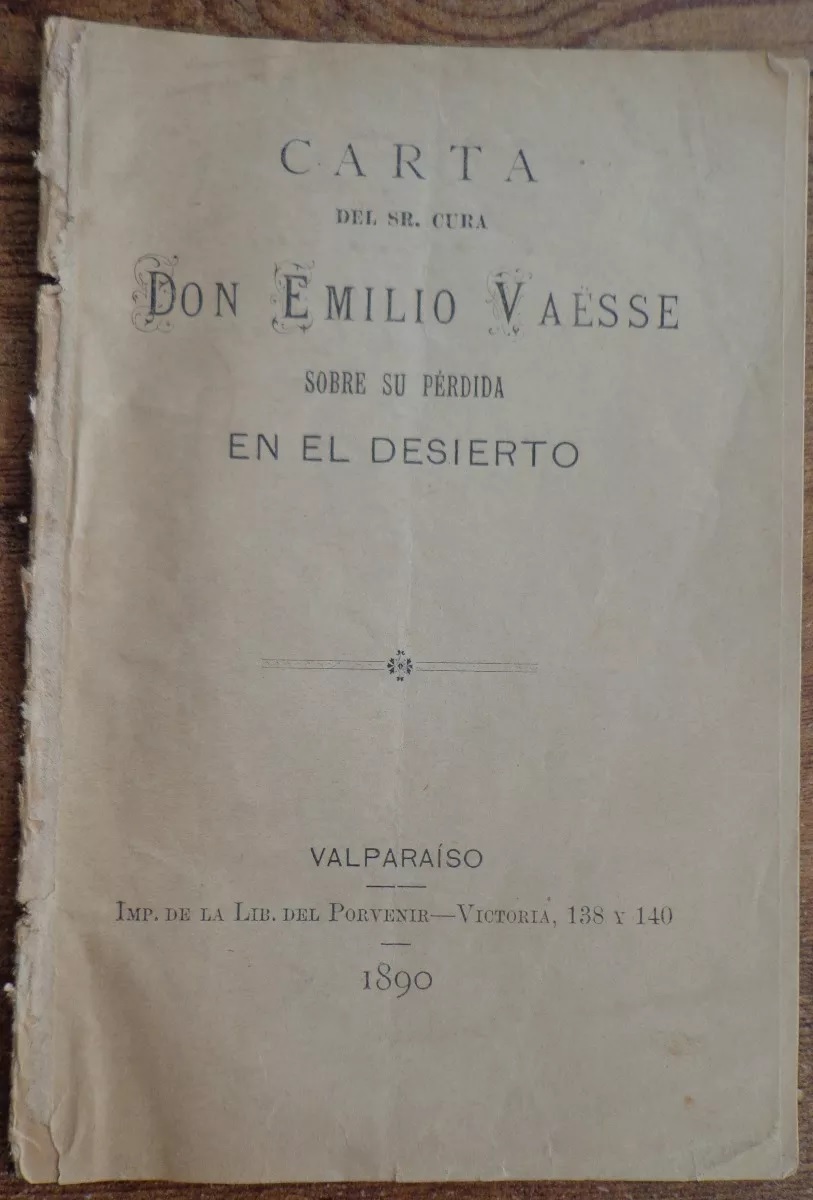 CARTA
DEL SR. CURA
DON EMILIO VAËSSE
SOBRE SU PÉRDIDA
EN EL DESIERTO
VALPARAÍSO
IMP. DE LA LIB. DEL PORVENIR—VICTORIA, 138 Y 140
1890